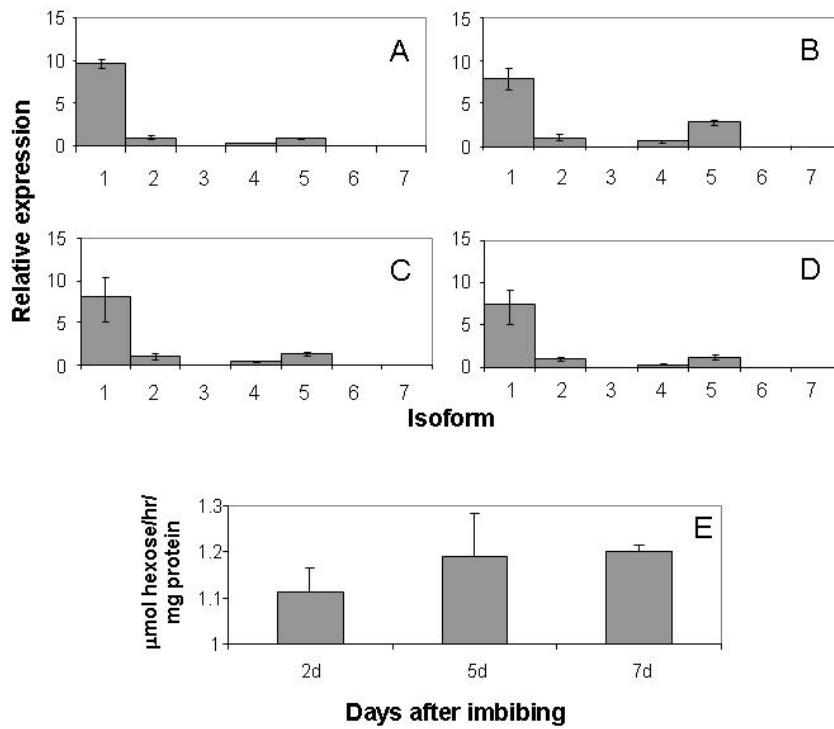 Relative expression
15
10
5
0
A
1 2 3 4 5 6 7
15
10
5
0
B
1 2 3 4 5 6 7
15
10
5
0
C
1 2 3 4 5 6 7
15
10
5
0
D
1 2 3 4 5 6 7
Isoform
µmol hexose/hr/
mg protein
1.3
1.2
1.1
1
E
2d 5d 7d
Days after imbibing